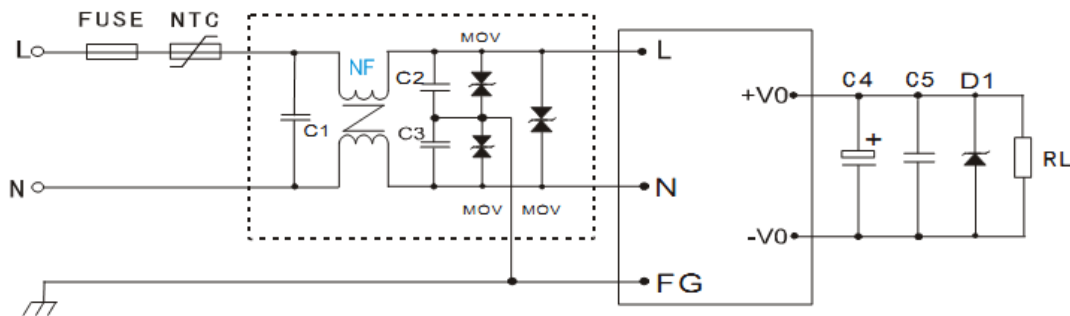 FUSE NTC
L
MOV
NF
C2
L
C4 C5 D1
+V0
C1
C3
+
RL
N
N
MOV MOV
-V0
FG